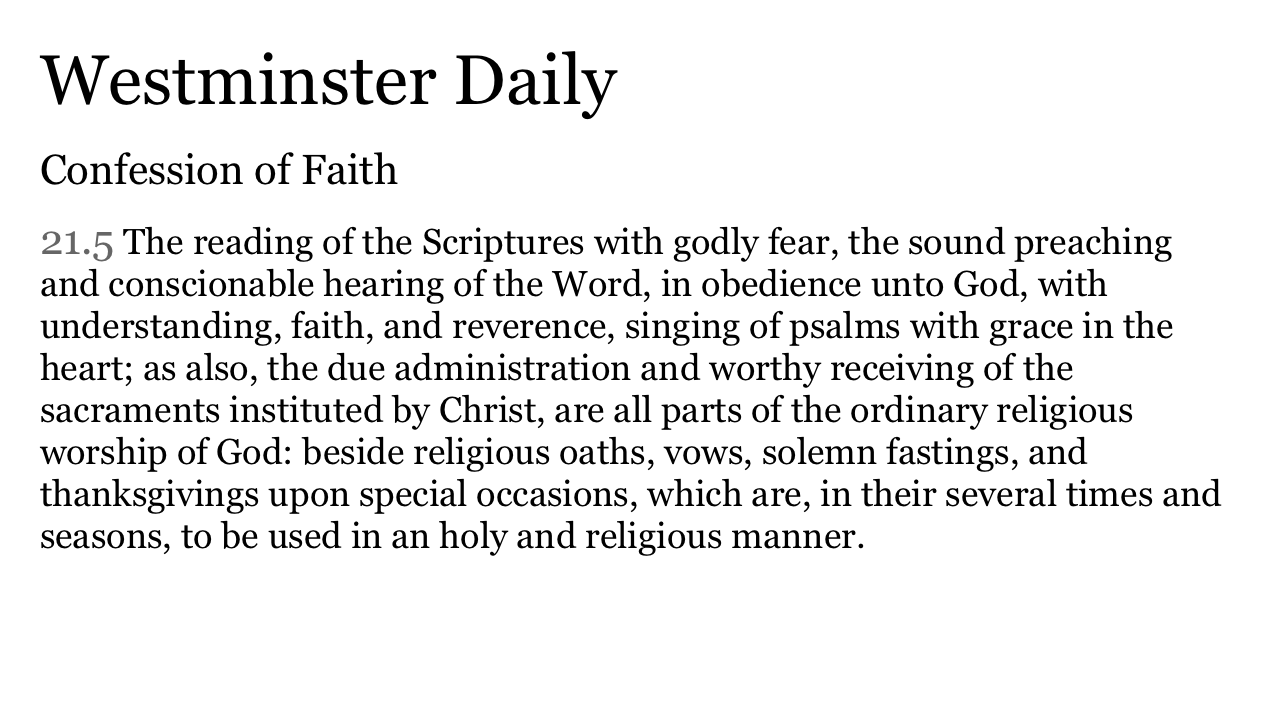 Westminster Daily
Confession of Faith
21.5 The reading of the Scriptures with godly fear, the sound preaching
and conscionable hearing of the Word, in obedience unto God, with
understanding, faith, and reverence, singing of psalms with grace in the
heart; as also, the due administration and worthy receiving of the
sacraments instituted by Christ, are all parts of the ordinary religious
worship of God: beside religious oaths, vows, solemn fastings, and
thanksgivings upon special occasions, which are, in their several times and
seasons, to be used in an holy and religious manner.